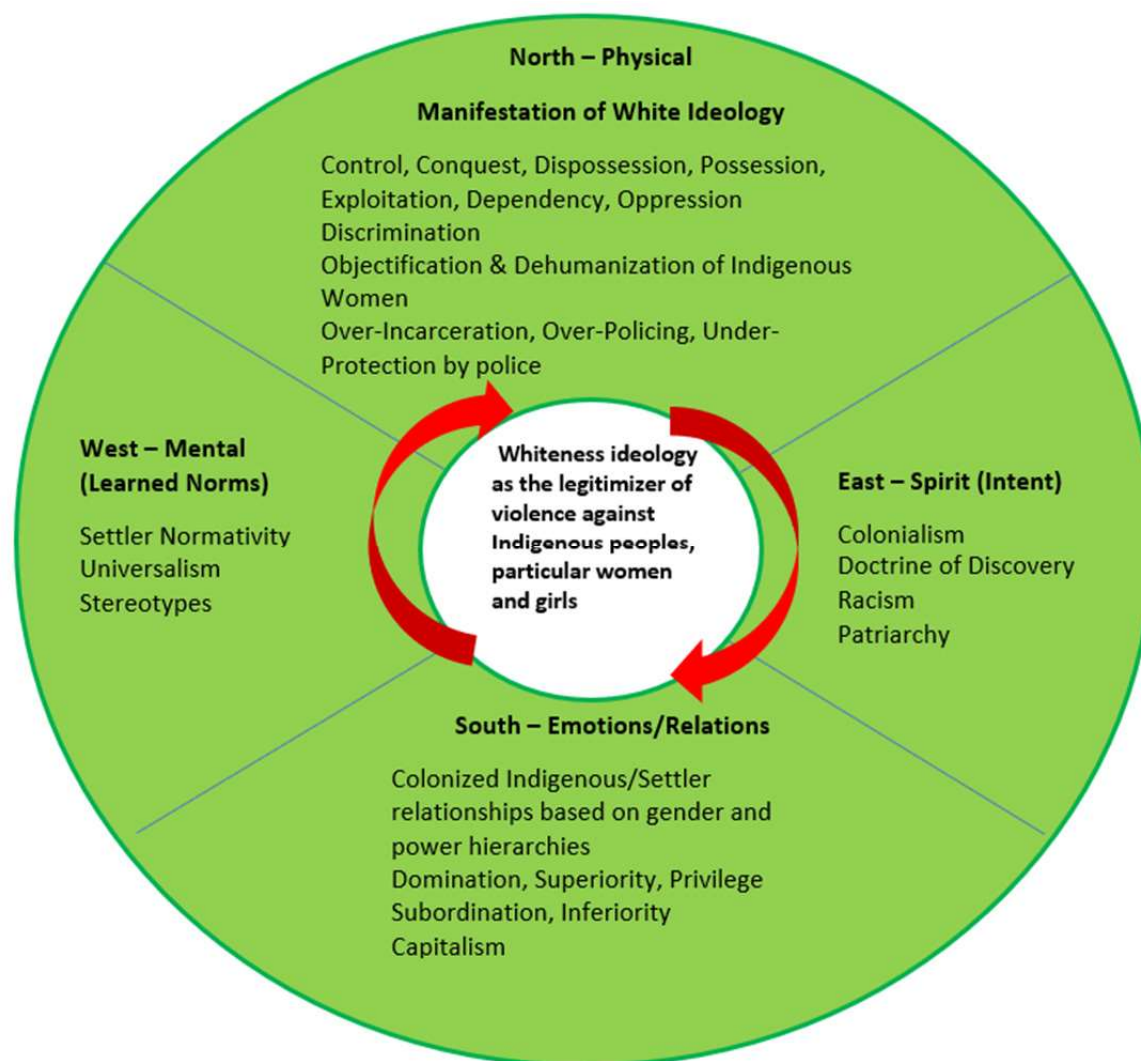 North – Physical
Manifestation of White Ideology
Control, Conquest, Dispossession, Possession,
Exploitation, Dependency, Oppression
Discrimination
Objectification & Dehumanization of Indigenous
Women
Over-Incarceration, Over-Policing, Under-
Protection by police
West – Mental
(Learned Norms)
Settler Normativity
Universalism
Stereotypes
Whiteness ideology
as the legitimizer of
violence against
Indigenous peoples,
particular women
and girls
East – Spirit (Intent)
Colonialism
Doctrine of Discovery
Racism
Patriarchy
South – Emotions/Relations
Colonized Indigenous/Settler
relationships based on gender and
power hierarchies
Domination, Superiority, Privilege
Subordination, Inferiority
Capitalism